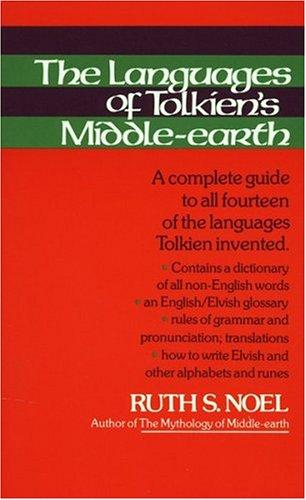 The Languages
of Tolkien's
Middle-earth
A complete guide
to all fourteen
of the languages
Tolkien invented.
• Contains a dictionary
of all non-English words
• an English/Elvish glossary
• rules of grammar and
pronunciation; translations
• how to write Elvish and
other alphabets and runes
RUTH S. NOEL
Author of The Mythology of Middle-earth